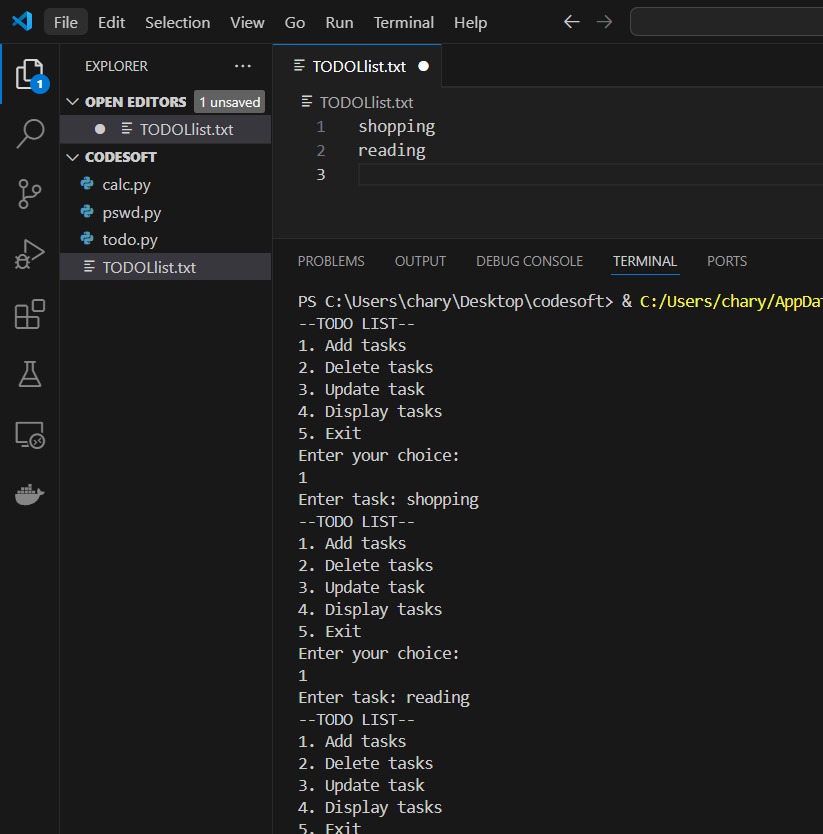 File Edit Selection View Go Run Terminal Help
EXPLORER
OPEN EDITORS 1 unsaved
TODOLlist.txt
CODESOFT
calc.py
pswd.py
todo.py
TODOLlist.txt
1
TODOLlist.txt
TODOLlist.txt
1 shopping
2 reading
3
PROBLEMS OUTPUT DEBUG CONSOLE TERMINAL PORTS
PS C:\Users\chary\Desktop\codesoft> & C:/Users/chary/AppDat
--TODO LIST--
1. Add tasks
2. Delete tasks
3. Update task
4. Display tasks
5. Exit
Enter your choice:
1
Enter task: shopping
--TODO LIST--
1. Add tasks
2. Delete tasks
3. Update task
4. Display tasks
5. Exit
Enter your choice:
1
Enter task: reading
--TODO LIST--
1. Add tasks
2. Delete tasks
3. Update task
4. Display tasks
5. Exit